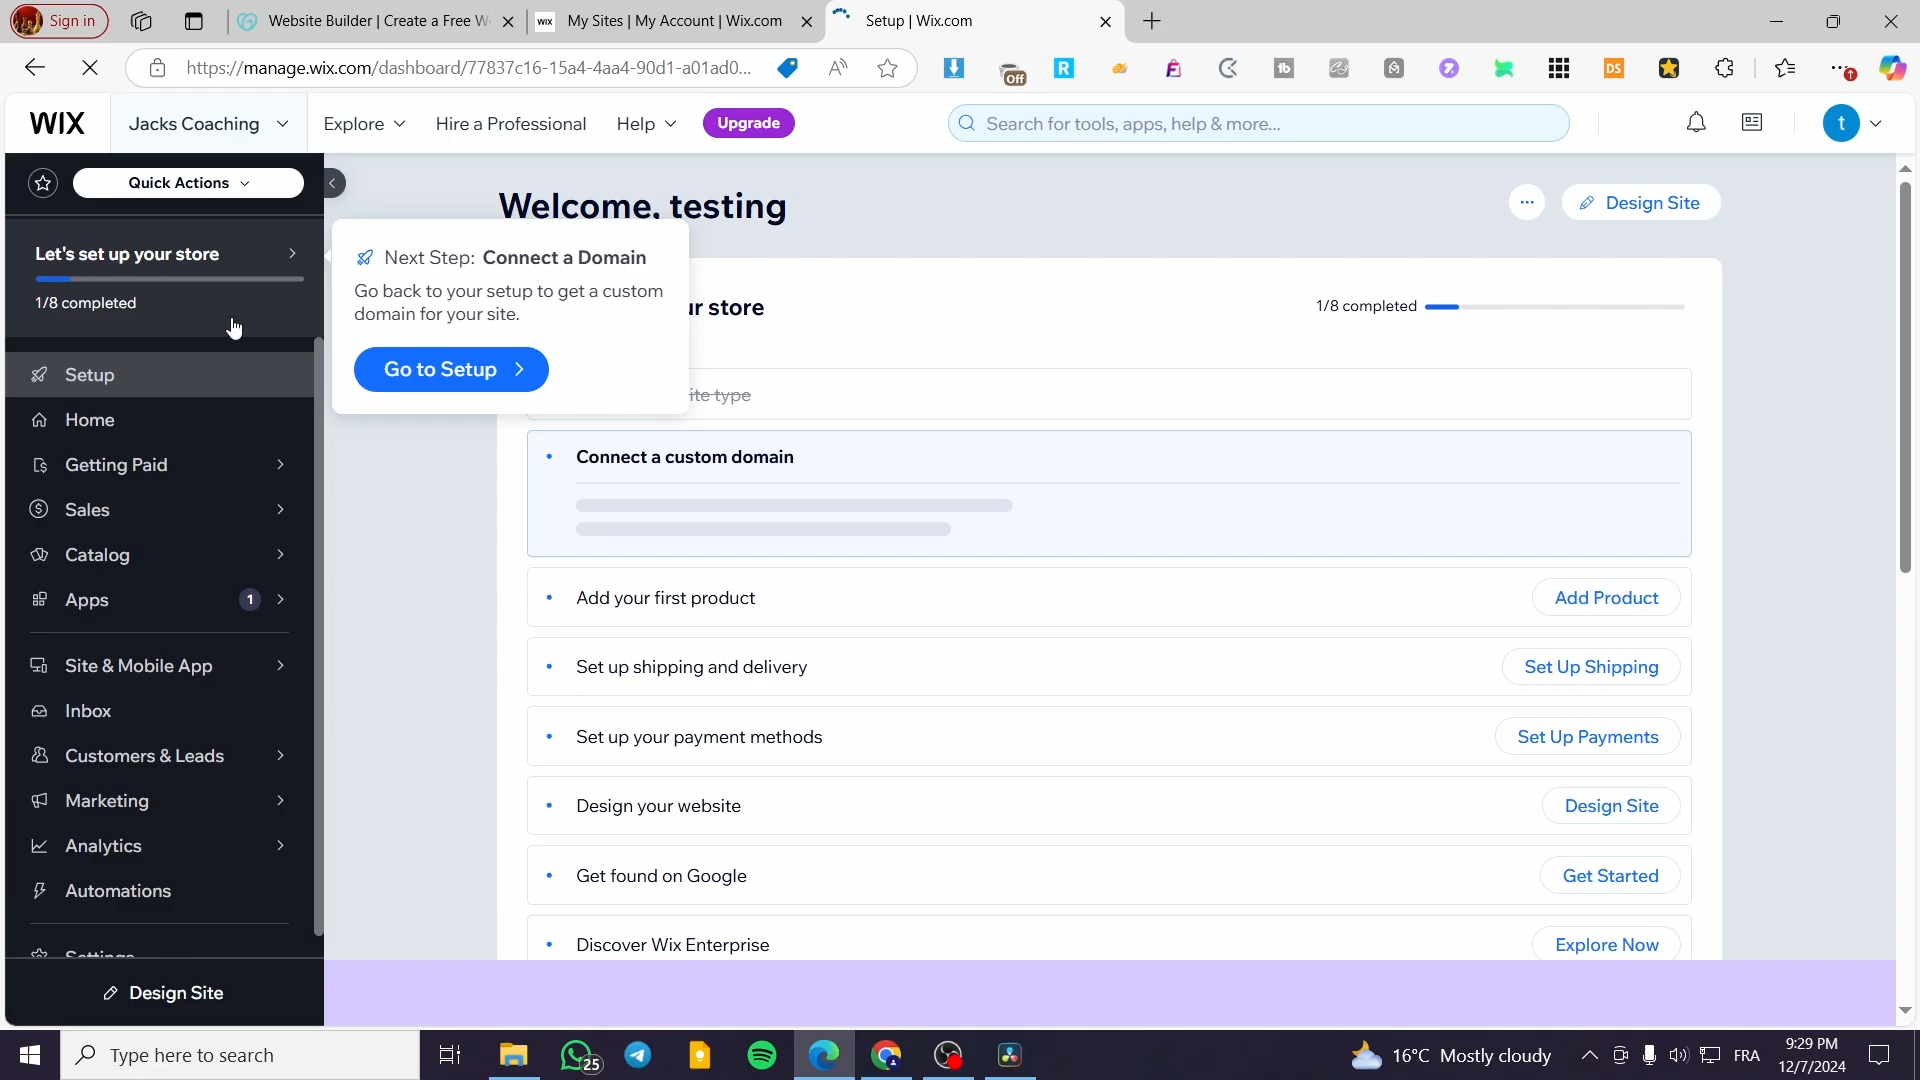 Sign in
Website Builder | Create a Free W
My Sites | My Account | Wix.com
Setup | Wix.com
https://manage.wix.com/dashboard/77837c16-15a4-4aa4-90d1-a01ad0...
Off
WIX
Jacks Coaching
Explore
Hire a Professional
Help
Upgrade
Search for tools, apps, help & more...
t
Quick Actions
Let's set up your store
1/8 completed
Setup
Home
Getting Paid
Sales
Catalog
Apps
1
Site & Mobile App
Inbox
Customers & Leads
Marketing
Analytics
Automations
Settings
Design Site
Welcome, testing
Design Site
Next Step: Connect a Domain
Go back to your setup to get a custom
domain for your site.
Go to Setup
r store
1/8 completed
ite type
Connect a custom domain
Add your first product
Add Product
Set up shipping and delivery
Set Up Shipping
Set up your payment methods
Set Up Payments
Design your website
Design Site
Get found on Google
Get Started
Discover Wix Enterprise
Explore Now
Type here to search
25
16°C Mostly cloudy
FRA
9:29 PM
12/7/2024